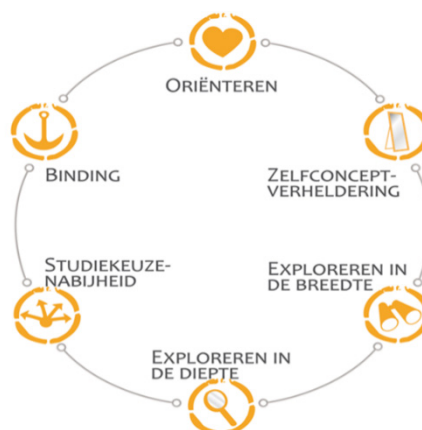 ORIËNTEREN
BINDING
ZELFCONCEPT-
VERHELDERING
STUDIEKEUZE-
NABIJHEID
EXPLOREREN IN
DE BREEDTE
EXPLOREREN IN
DE DIEPTE